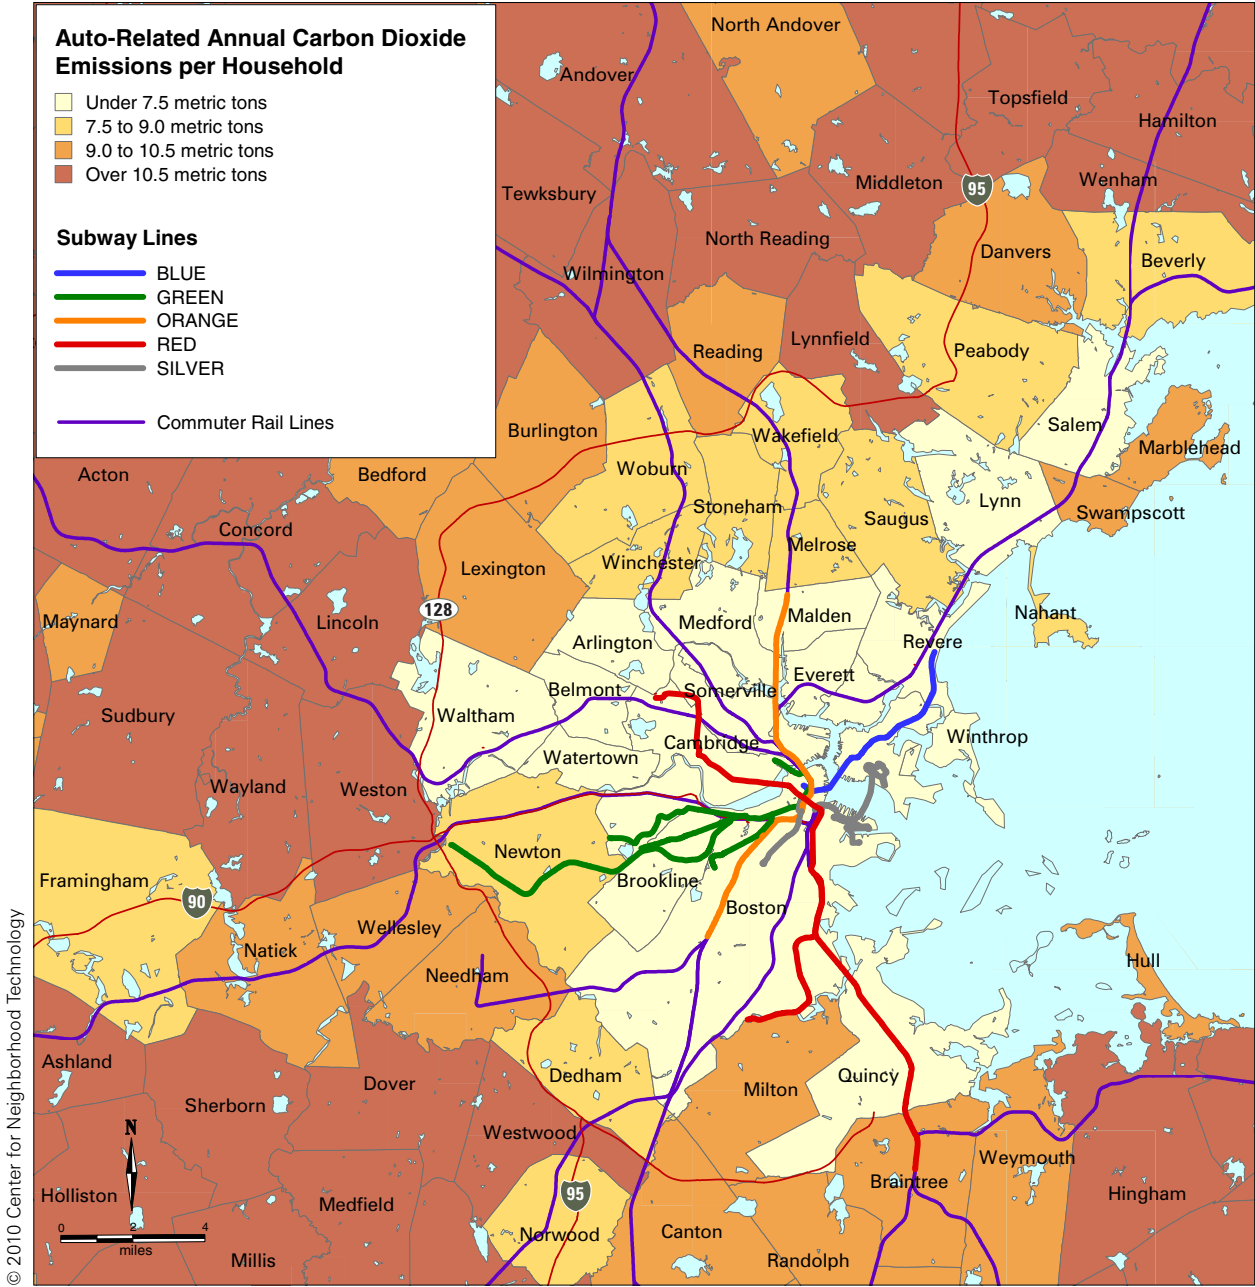 Auto-Related Annual Carbon Dioxide
Emissions per Household
Under 7.5 metric tons
7.5 to 9.0 metric tons
9.0 to 10.5 metric tons
Over 10.5 metric tons
Subway Lines
BLUE
GREEN
ORANGE
RED
SILVER
Commuter Rail Lines
North Andover
Andover
Topsfield
Hamilton
Tewksbury
Middleton
95
Wenham
North Reading
Danvers
Beverly
Wilmington
Reading
Lynnfield
Peabody
Burlington
Wakefield
Salem
Marblehead
Acton
Bedford
Woburn
Stoneham
Lynn
Swampscott
Concord
Saugus
Melrose
Lexington
Winchester
128
Maynard
Lincoln
Medford
Malden
Nahant
Arlington
Revere
Everett
Belmont
Somerville
Sudbury
Waltham
Cambridge
Winthrop
Watertown
Wayland
Weston
Newton
Framingham
Brookline
90
Boston
Wellesley
Natick
Needham
Hull
Ashland
Dedham
Quincy
Dover
Milton
Sherborn
N
Westwood
Weymouth
Braintree
Holliston
Medfield
95
Hingham
0 2 4
miles
Norwood
Canton
Millis
Randolph
© 2010 Center for Neighborhood Technology